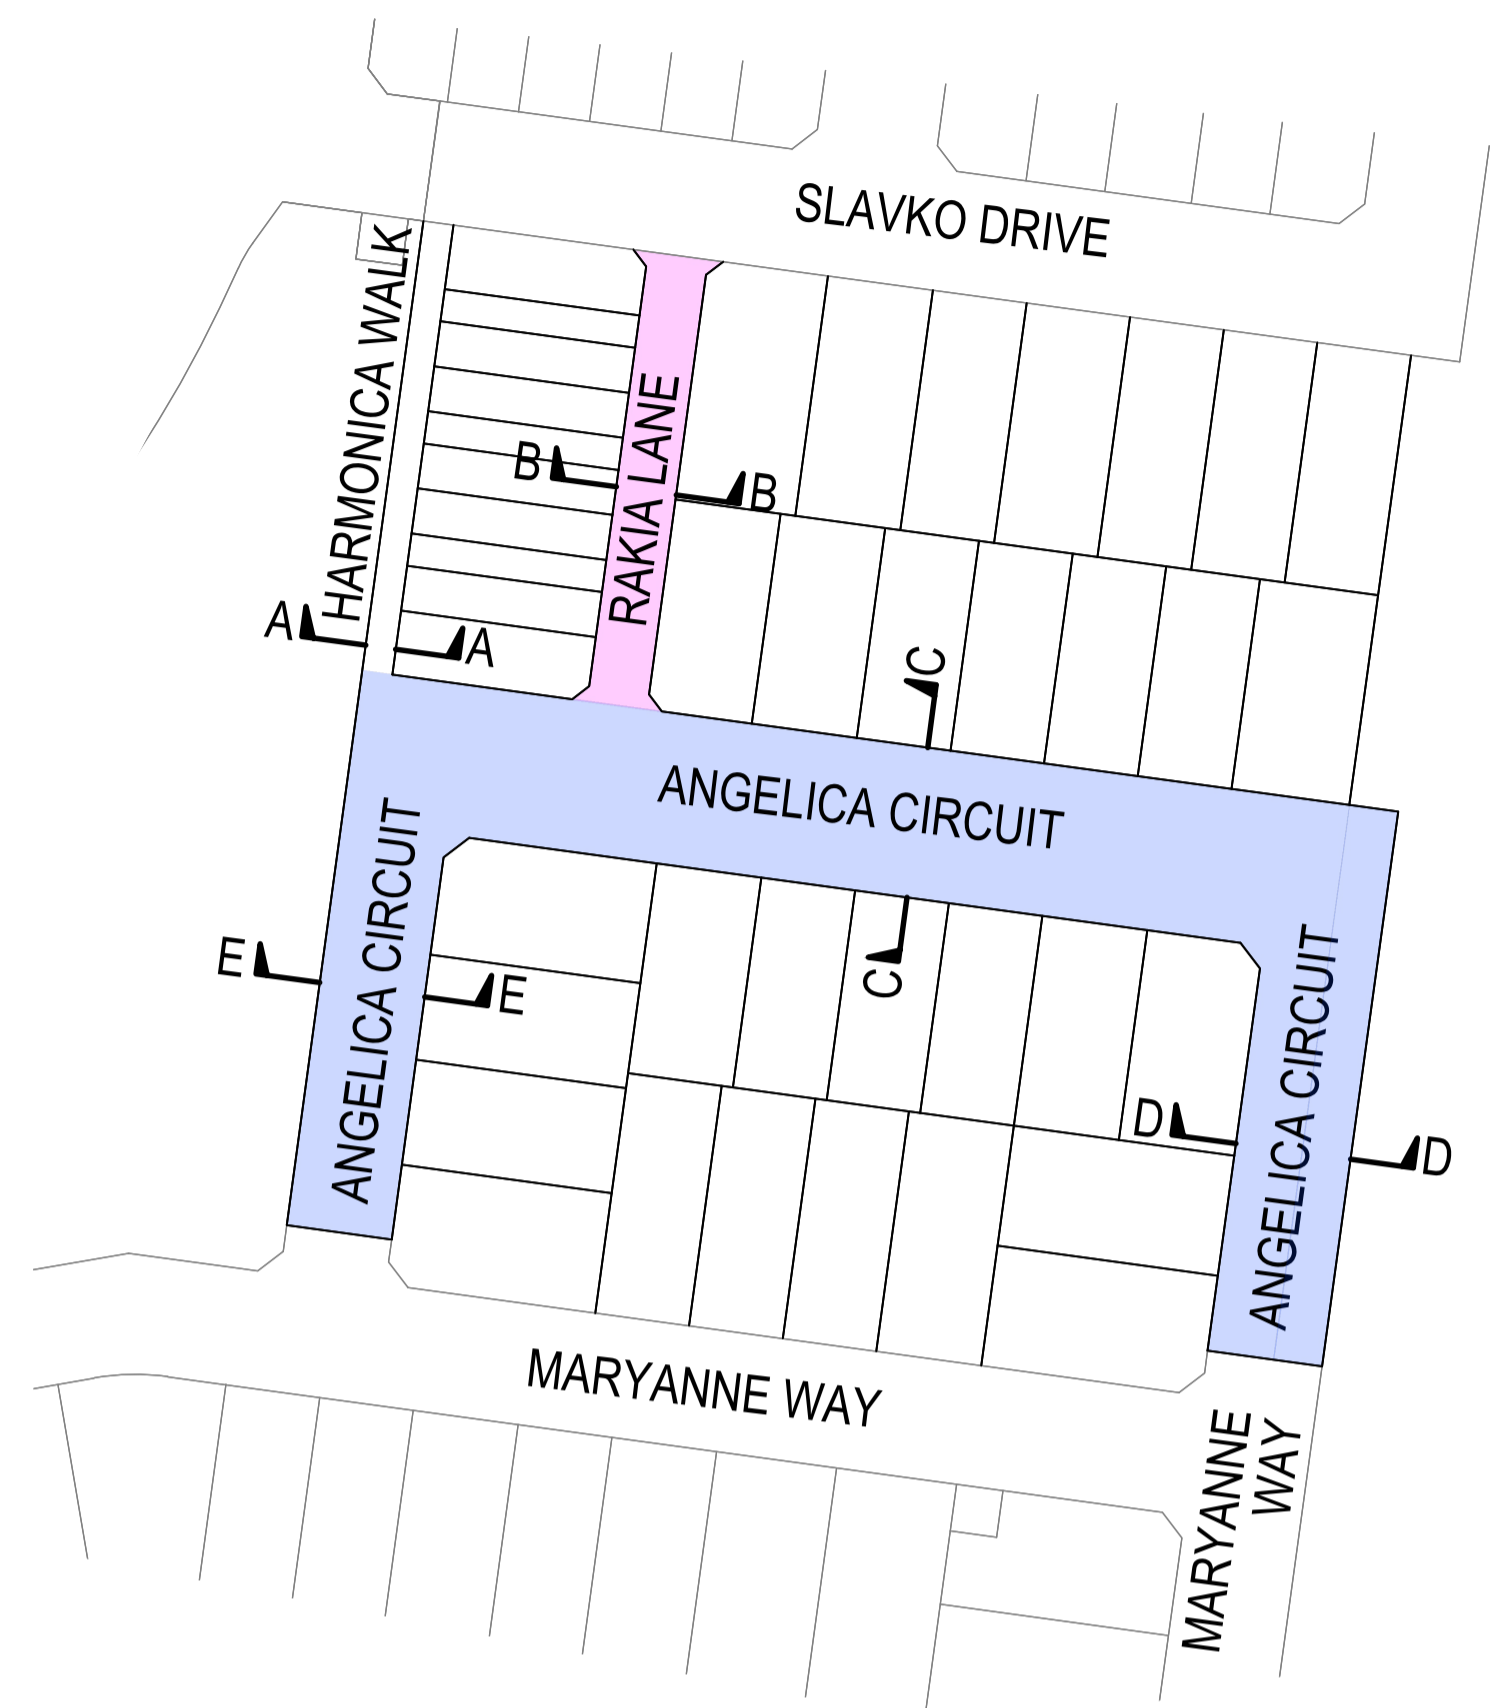 SLAVKO DRIVE
HARMONICA WALK
RAKIA LANE
B
B
A
A
C
ANGELICA CIRCUIT
ANGELICA CIRCUIT
E
E
C
ANGELICA CIRCUIT
D
D
MARYANNE WAY
MARYANNE
WAY